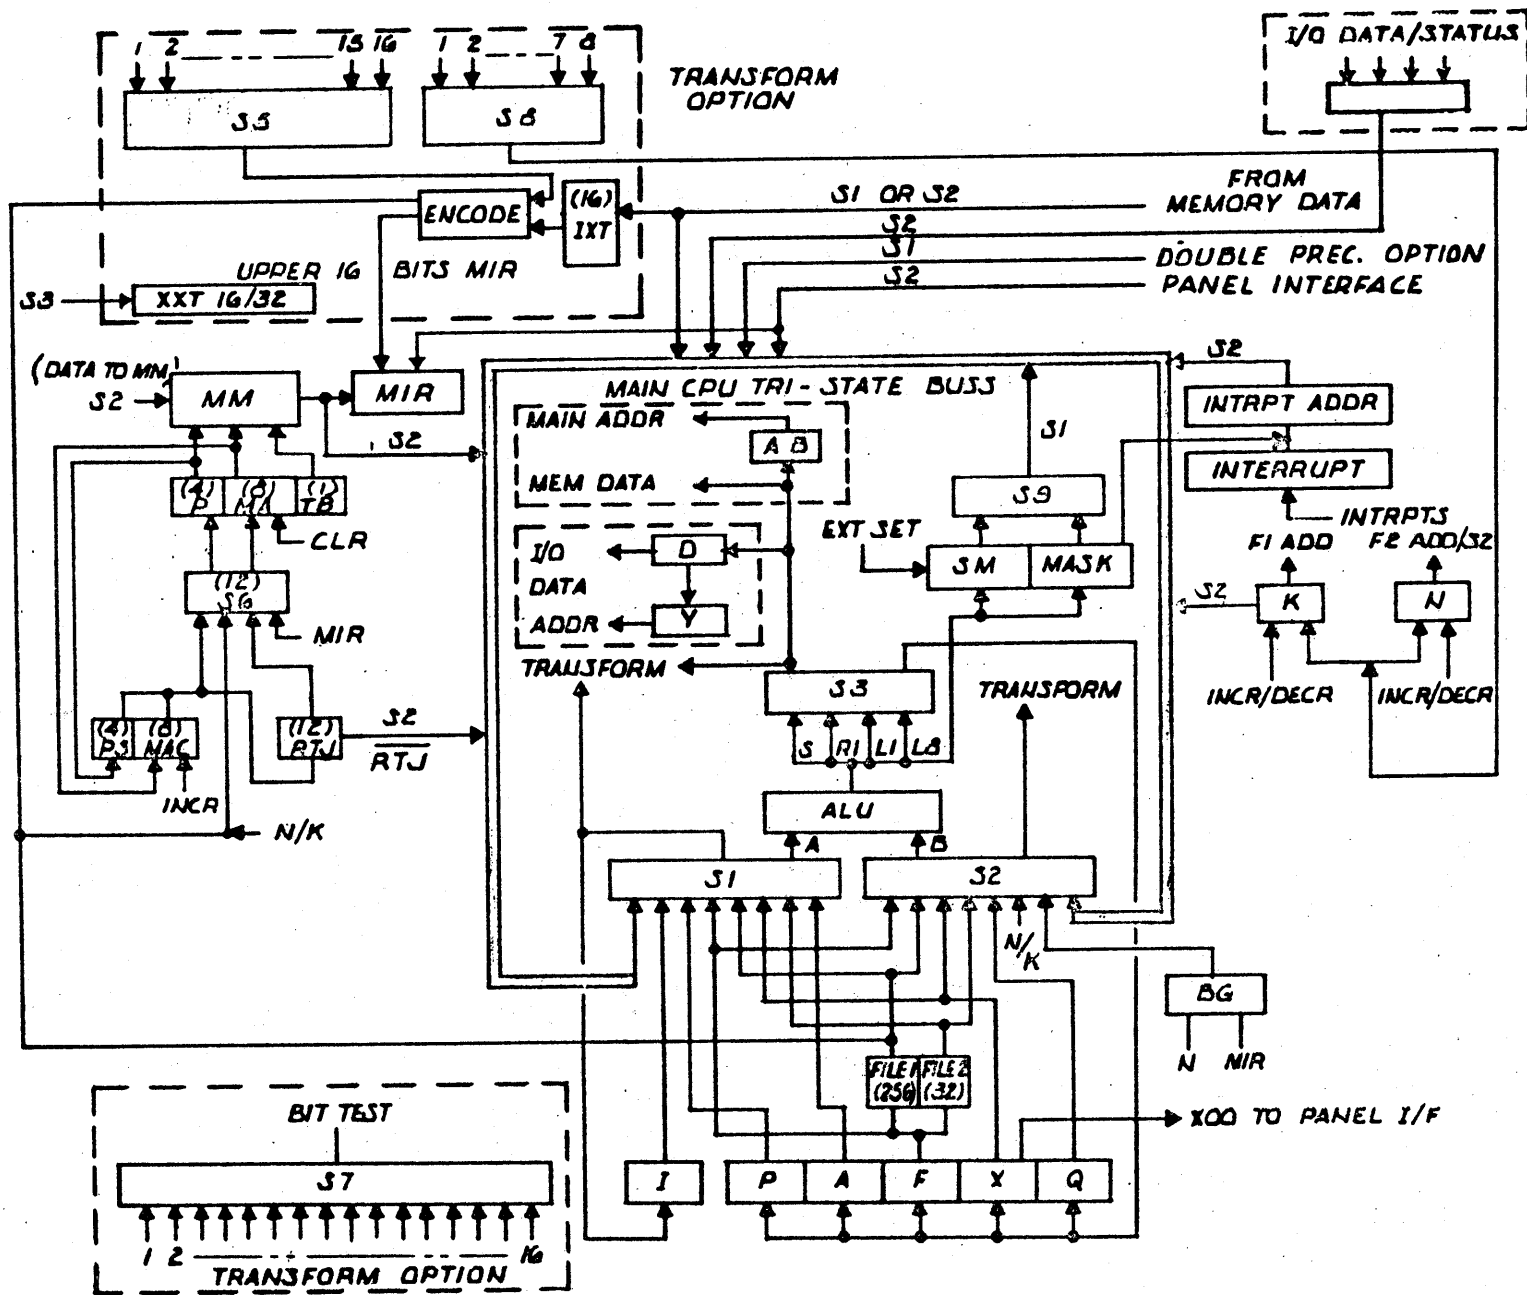 1 2 15 16
1 2 7 8
S5
S8
TRANSFORM
OPTION
I/O DATA/STATUS
ENCODE
(16)
IXT
S1 OR S2
FROM
MEMORY DATA
S2
S1
DOUBLE PREC. OPTION
S2
PANEL INTERFACE
UPPER 16 BITS MIR
S3
XXT 16/32
(DATA TO MM)
S2
MM
MIR
S2
MAIN CPU TRI-STATE BUSS
MAIN ADDR
AB
MEM DATA
S1
S2
INTRPT ADDR
INTERRUPT
INTRPTS
(4)
P
(8)
MA
(1)
TB
CLR
(12)
S6
MIR
I/O
DATA
D
ADDR
Y
TRANSFORM
EXT SET
S9
SM
MASK
F1 ADD
F2 ADD/S2
S2
K
N
INCR/DECR
INCR/DECR
(4)
PS
(8)
MAC
INCR
(12)
RTJ
S2
RTJ
N/K
S3
S
R1
L1
L8
TRANSFORM
ALU
A
B
S1
S2
N/K
BG
N
MIR
FILE 1
(256)
FILE 2
(32)
X00 TO PANEL I/F
I
P
A
F
X
Q
BIT TEST
S7
1 2 16
TRANSFORM OPTION